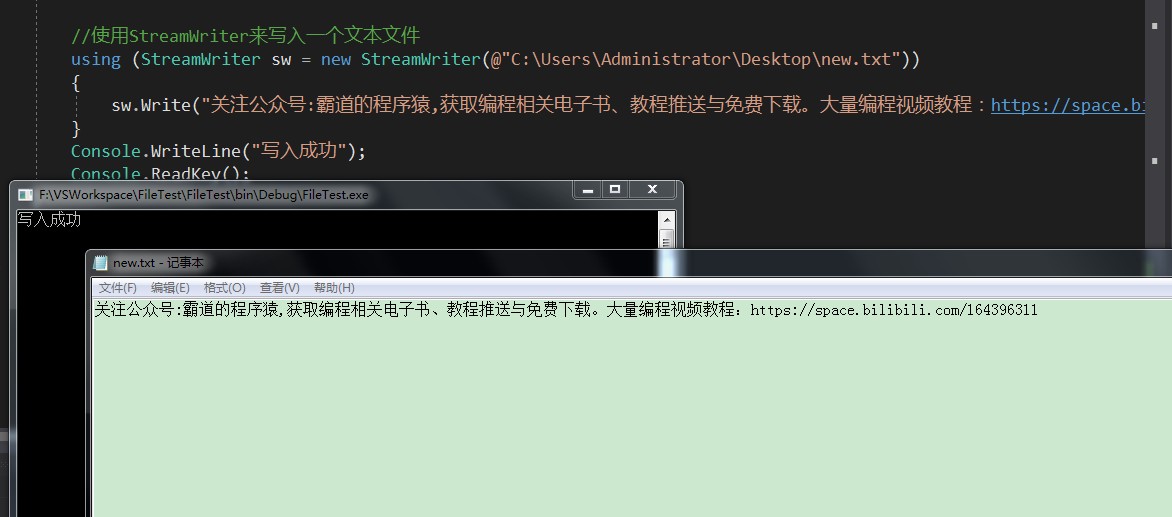 //使用StreamWriter来写入一个文本文件
using (StreamWriter sw = new StreamWriter(@"C:\Users\Administrator\Desktop\new.txt"))
{
sw.Write("关注公众号:霸道的程序猿,获取编程相关电子书、教程推送与免费下载。大量编程视频教程：https://space.bi
}
Console.WriteLine("写入成功");
Console.ReadKey();
F:\VSWorkspace\FileTest\FileTest\bin\Debug\FileTest.exe
写入成功
new.txt - 记事本
文件(F) 编辑(E) 格式(O) 查看(V) 帮助(H)
关注公众号:霸道的程序猿,获取编程相关电子书、教程推送与免费下载。大量编程视频教程：https://space.bilibili.com/164396311